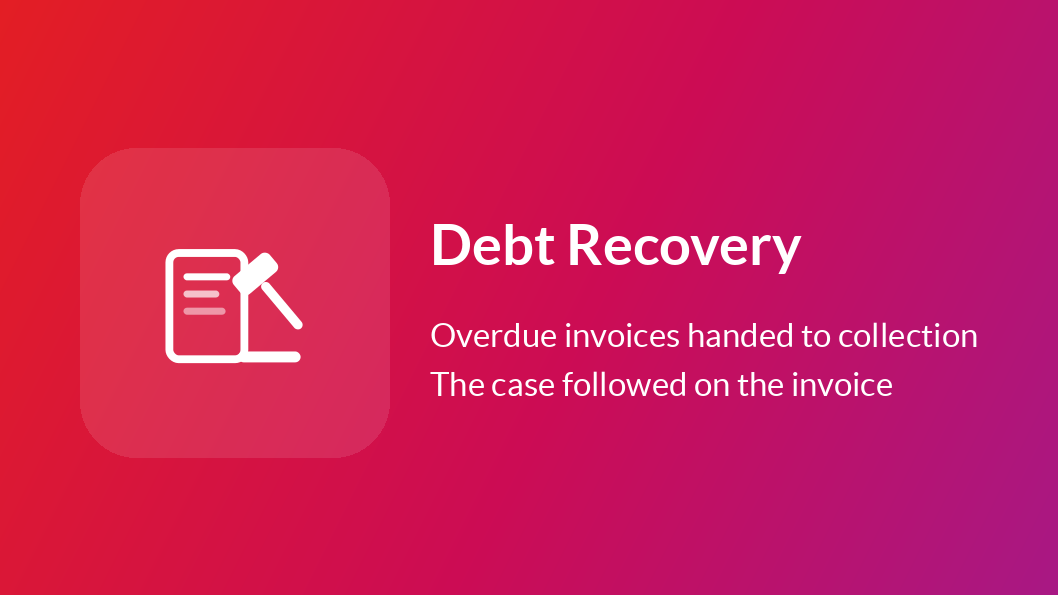 Debt Recovery
Overdue invoices handed to collection
The case followed on the invoice